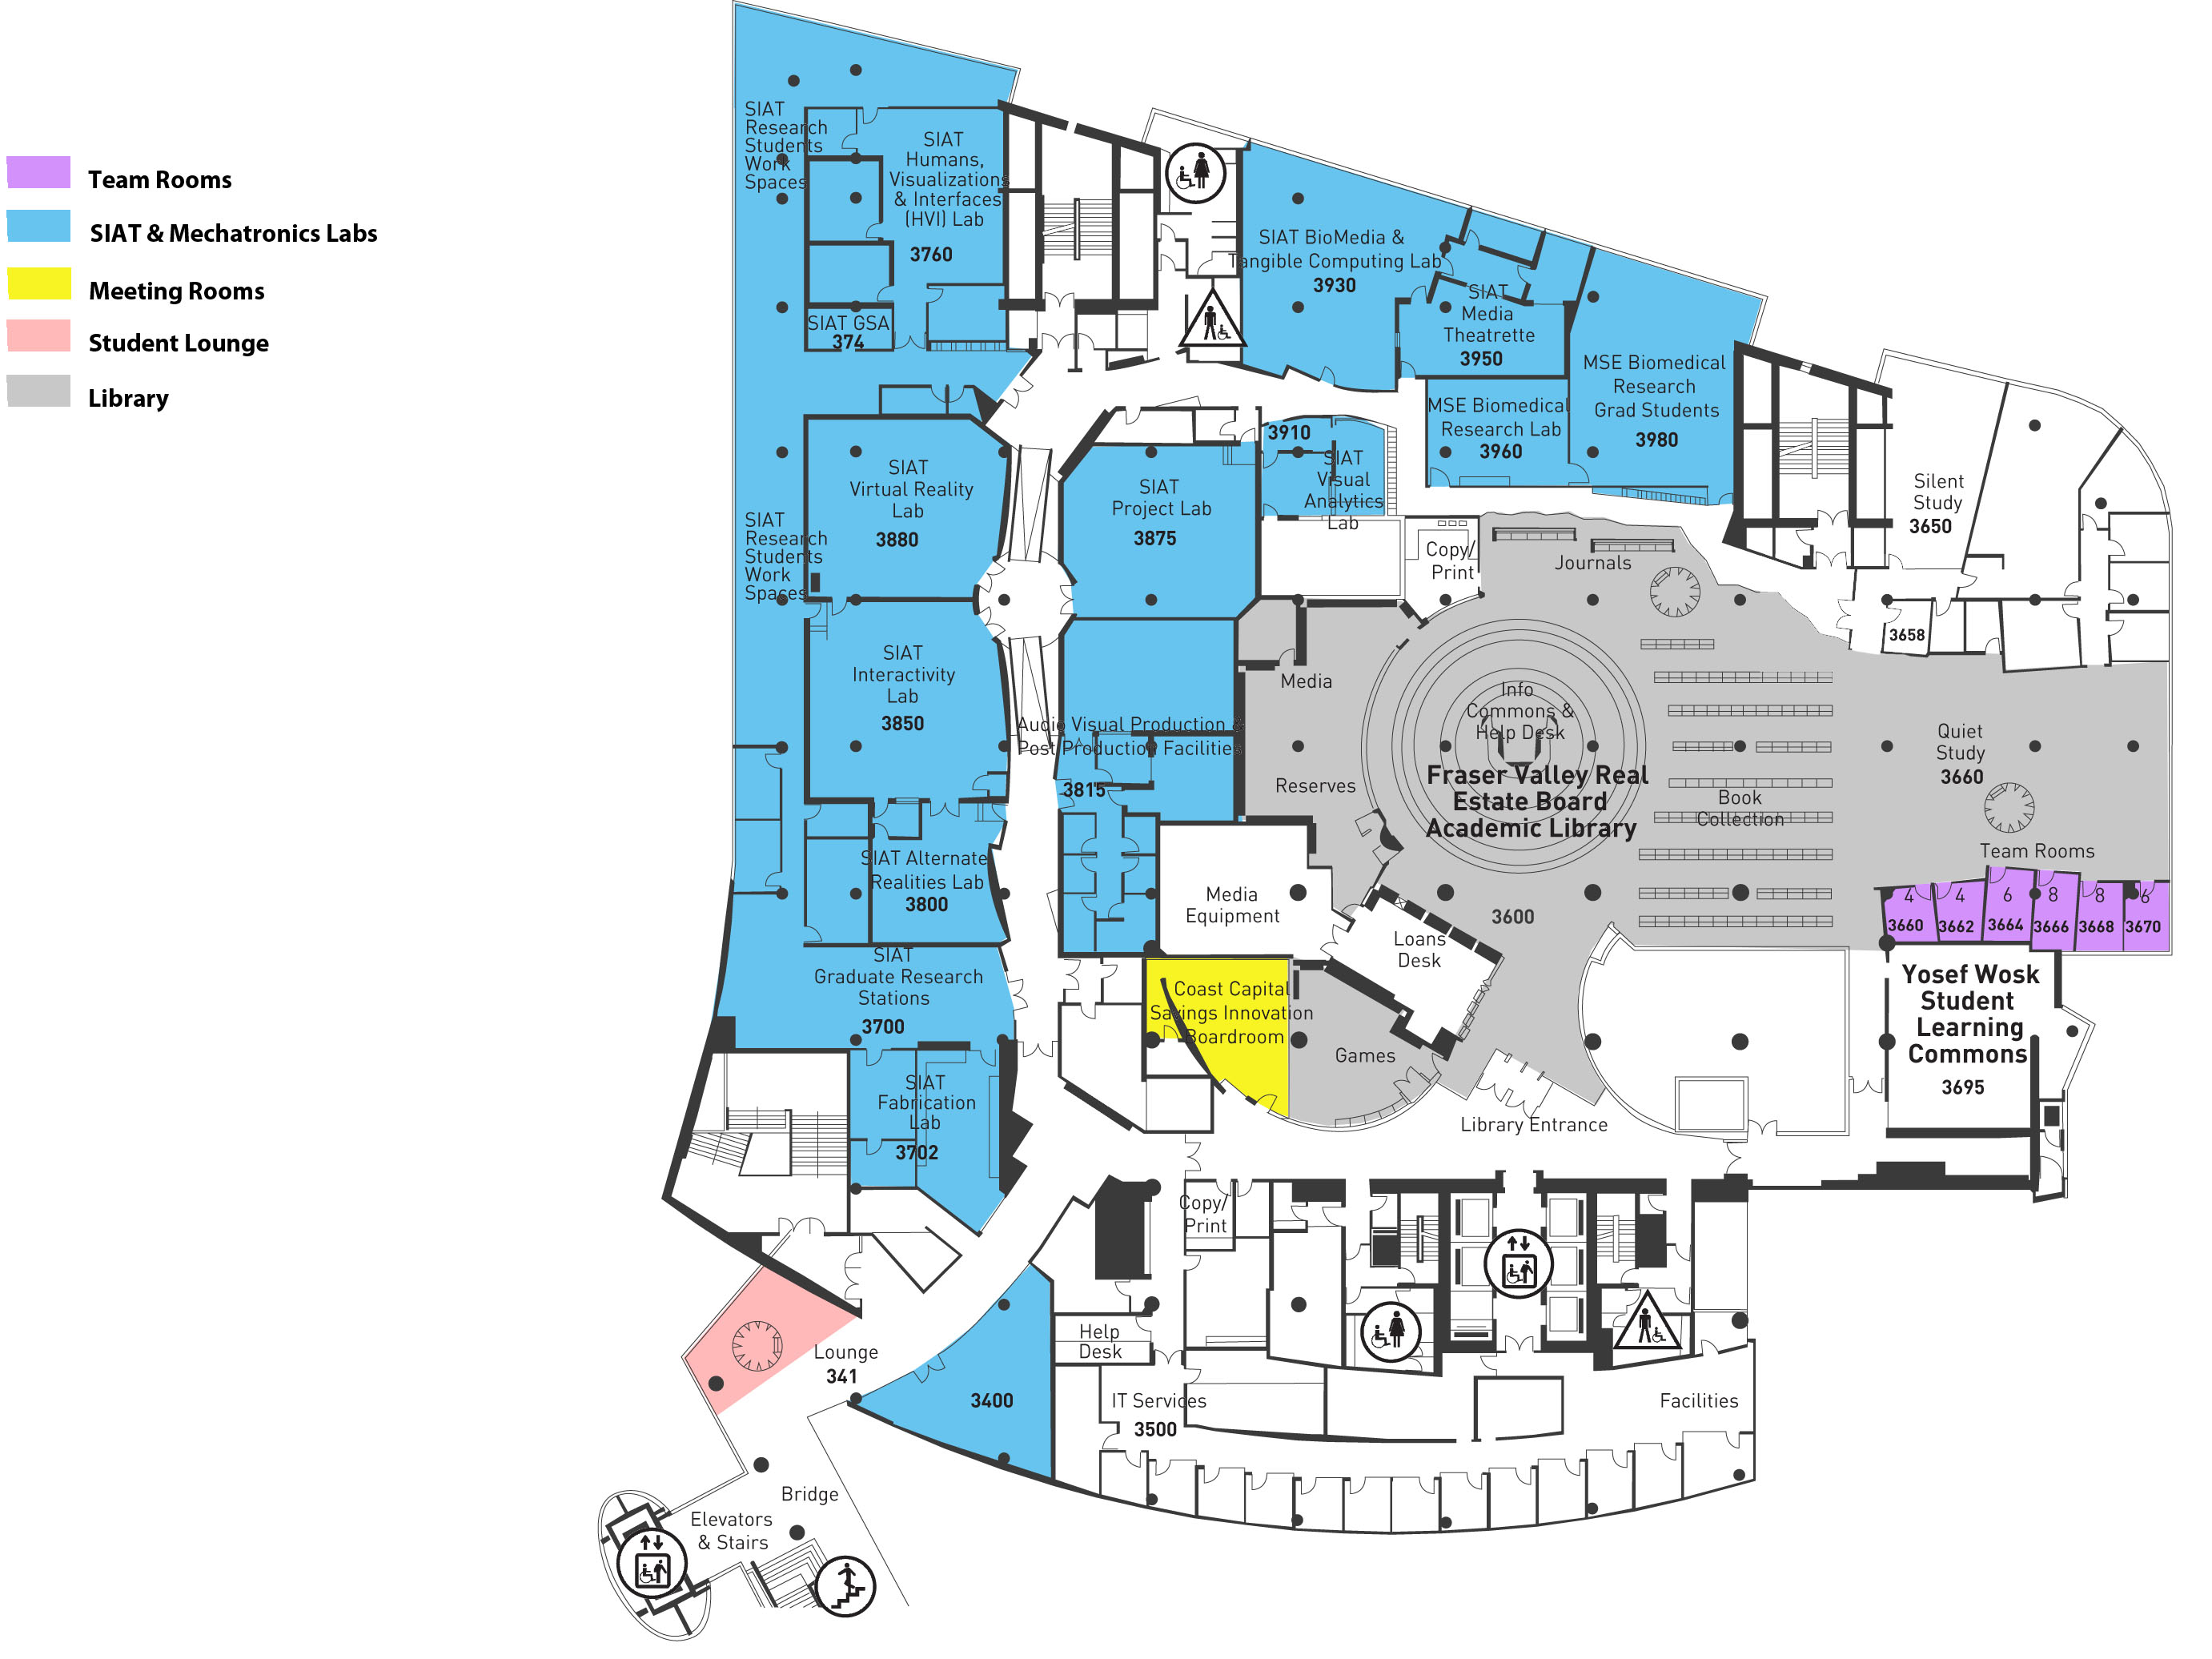 Team Rooms
SIAT & Mechatronics Labs
Meeting Rooms
Student Lounge
Library
SIAT
Research
Students
Work
Spaces
SIAT
Humans,
Visualizations
& Interfaces
(HVI) Lab
3760
SIAT GSA
374
SIAT BioMedia &
Tangible Computing Lab
3930
SIAT
Media
Theatrette
3950
MSE Biomedical
Research
Grad Students
3980
MSE Biomedical
Research Lab
3960
3910
SIAT
Visual
Analytics
Lab
SIAT
Virtual Reality
Lab
3880
SIAT
Project Lab
3875
SIAT
Research
Students
Work
Spaces
Copy/
Print
Journals
Silent
Study
3650
3658
SIAT
Interactivity
Lab
3850
Audio Visual Production &
Post Production Facilities
3815
Media
Reserves
Info
Commons &
Help Desk
Fraser Valley Real
Estate Board
Academic Library
Book
Collection
Quiet
Study
3660
Team Rooms
4 4 6 8 8 6
3660 3662 3664 3666 3668 3670
SIAT Alternate
Realities Lab
3800
Media
Equipment
3600
Loans
Desk
SIAT
Graduate Research
Stations
3700
Coast Capital
Savings Innovation
Boardroom
Games
Yosef Wosk
Student
Learning
Commons
3695
SIAT
Fabrication
Lab
3702
Library Entrance
Copy/
Print
Lounge
341
3400
Help
Desk
IT Services
3500
Facilities
Bridge
Elevators
& Stairs